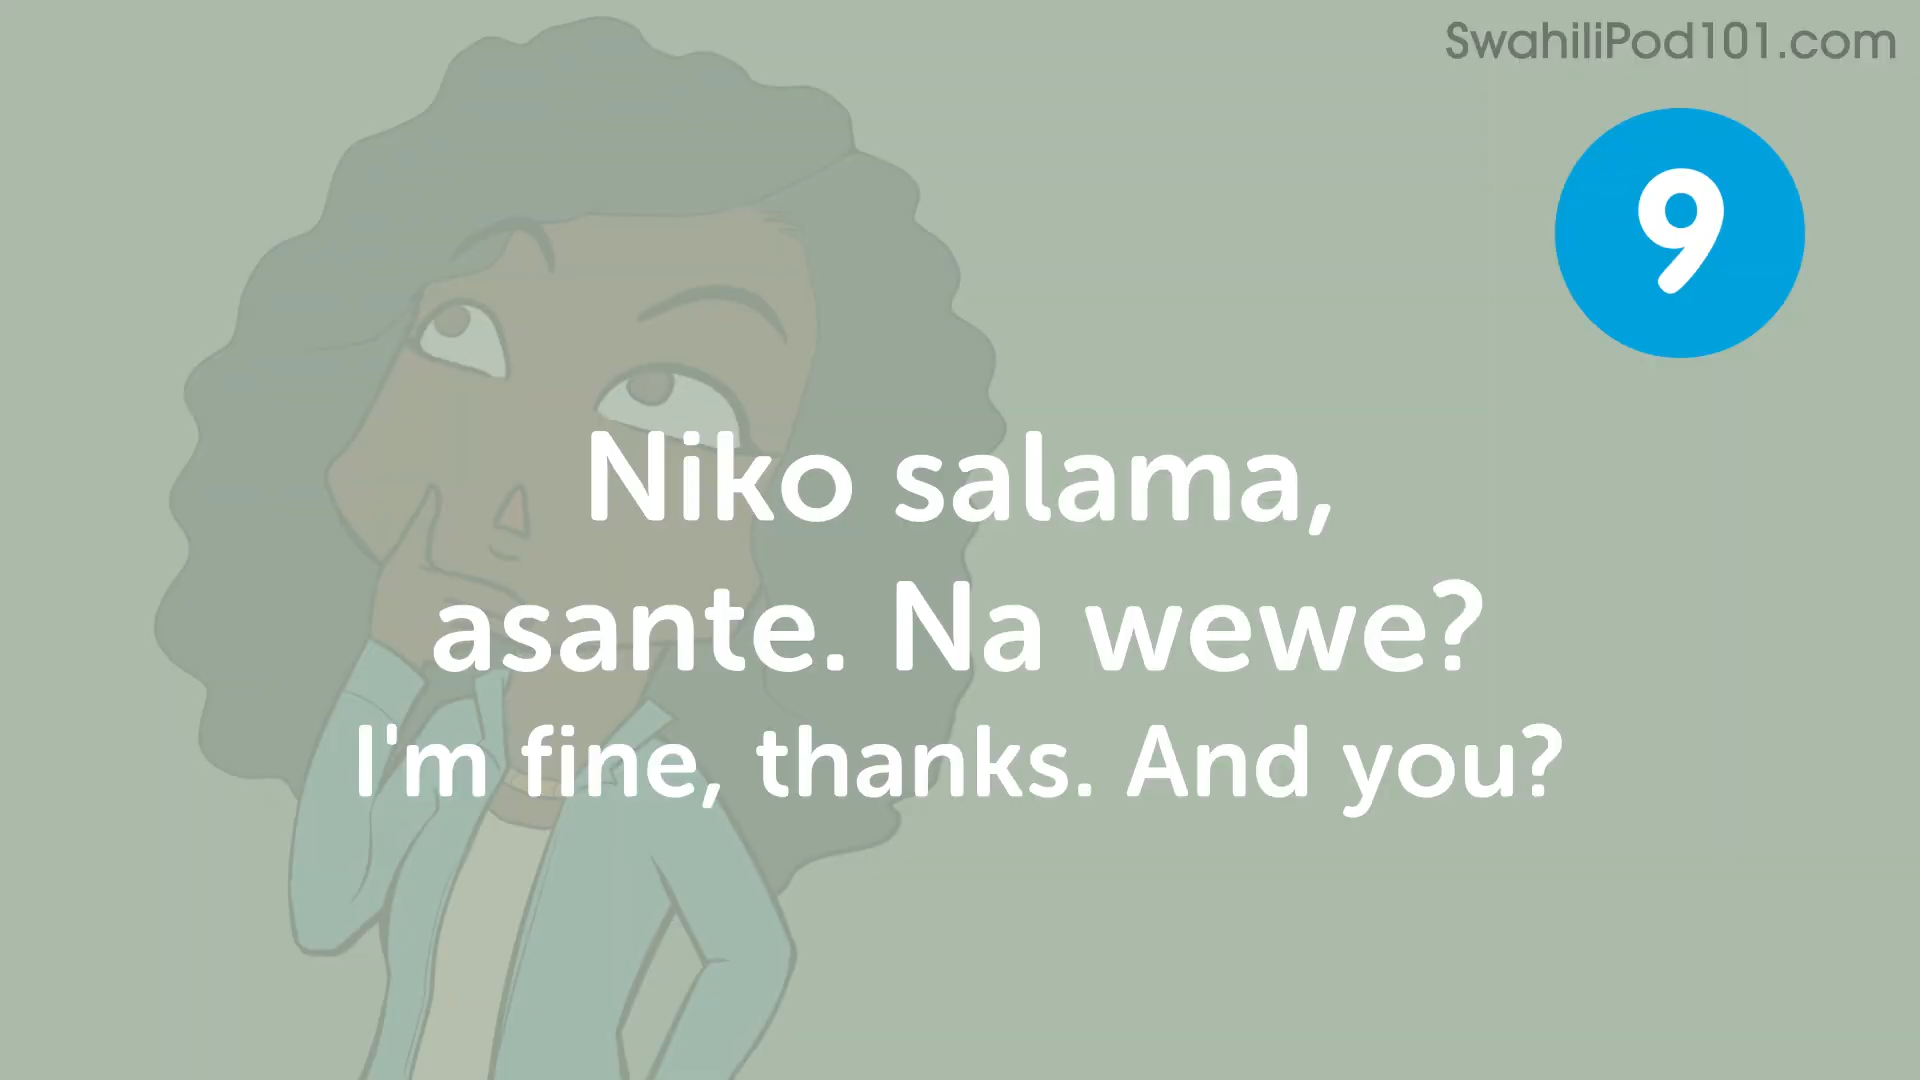 SwahiliPod101.com
9
Niko salama,
asante. Na wewe?
I'm fine, thanks. And you?